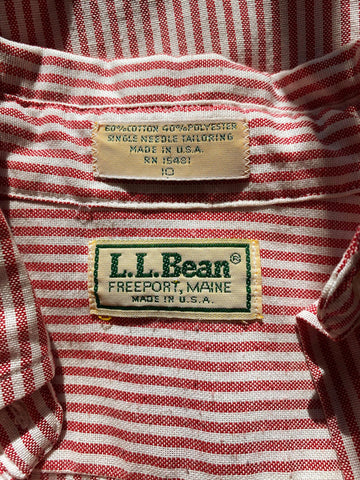 60% COTTON 40% POLYESTER
SINGLE NEEDLE TAILORING
MADE IN U.S.A.
RN 15481
10
L.L.Bean®
FREEPORT, MAINE
MADE IN U.S.A.